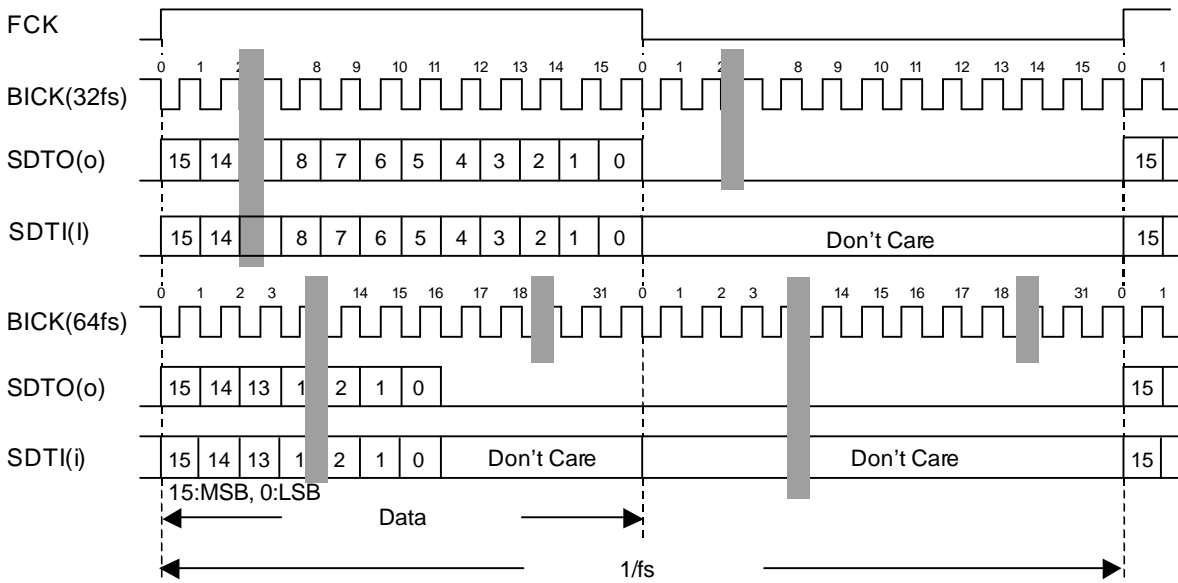 FCK
0 1 2 8 9 10 11 12 13 14 15 0 1 2 8 9 10 11 12 13 14 15 0 1
BICK(32fs)
SDTO(o) 15 14 8 7 6 5 4 3 2 1 0 15
SDTI(I) 15 14 8 7 6 5 4 3 2 1 0 Don't Care 15
0 1 2 3 14 15 16 17 18 31 0 1 2 3 14 15 16 17 18 31 0 1
BICK(64fs)
SDTO(o) 15 14 13 1 2 1 0 15
SDTI(i) 15 14 13 1 2 1 0 Don't Care Don't Care 15
15:MSB, 0:LSB
Data
1/fs